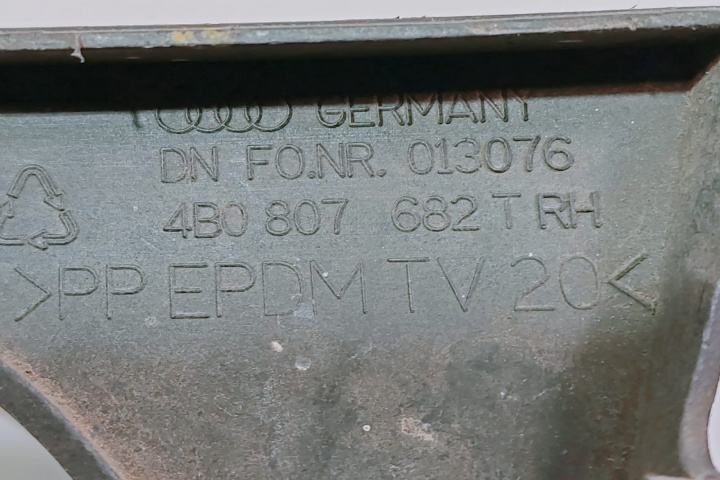 GERMANY
DN FO.NR. 013076
4B0 807 682 T RH
>PP EPDM TV 20<